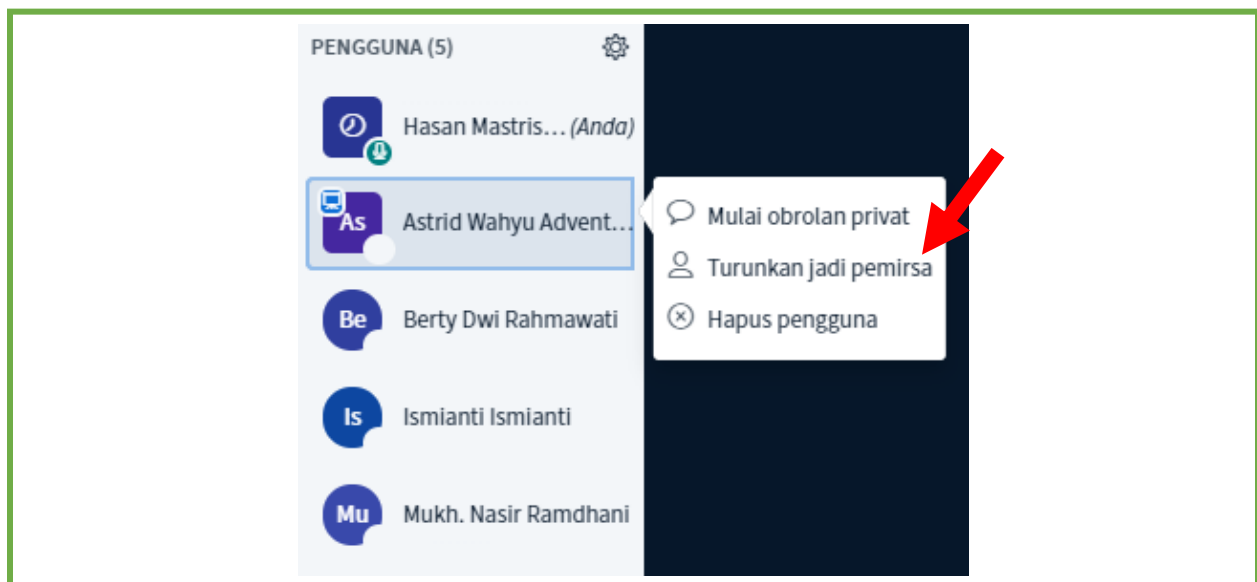 PENGGUNA (5)
Hasan Mastris... (Anda)
As
Astrid Wahyu Advent...
Mulai obrolan privat
Turunkan jadi pemirsa
Hapus pengguna
Be
Berty Dwi Rahmawati
Is
Ismianti Ismianti
Mu
Mukh. Nasir Ramdhani